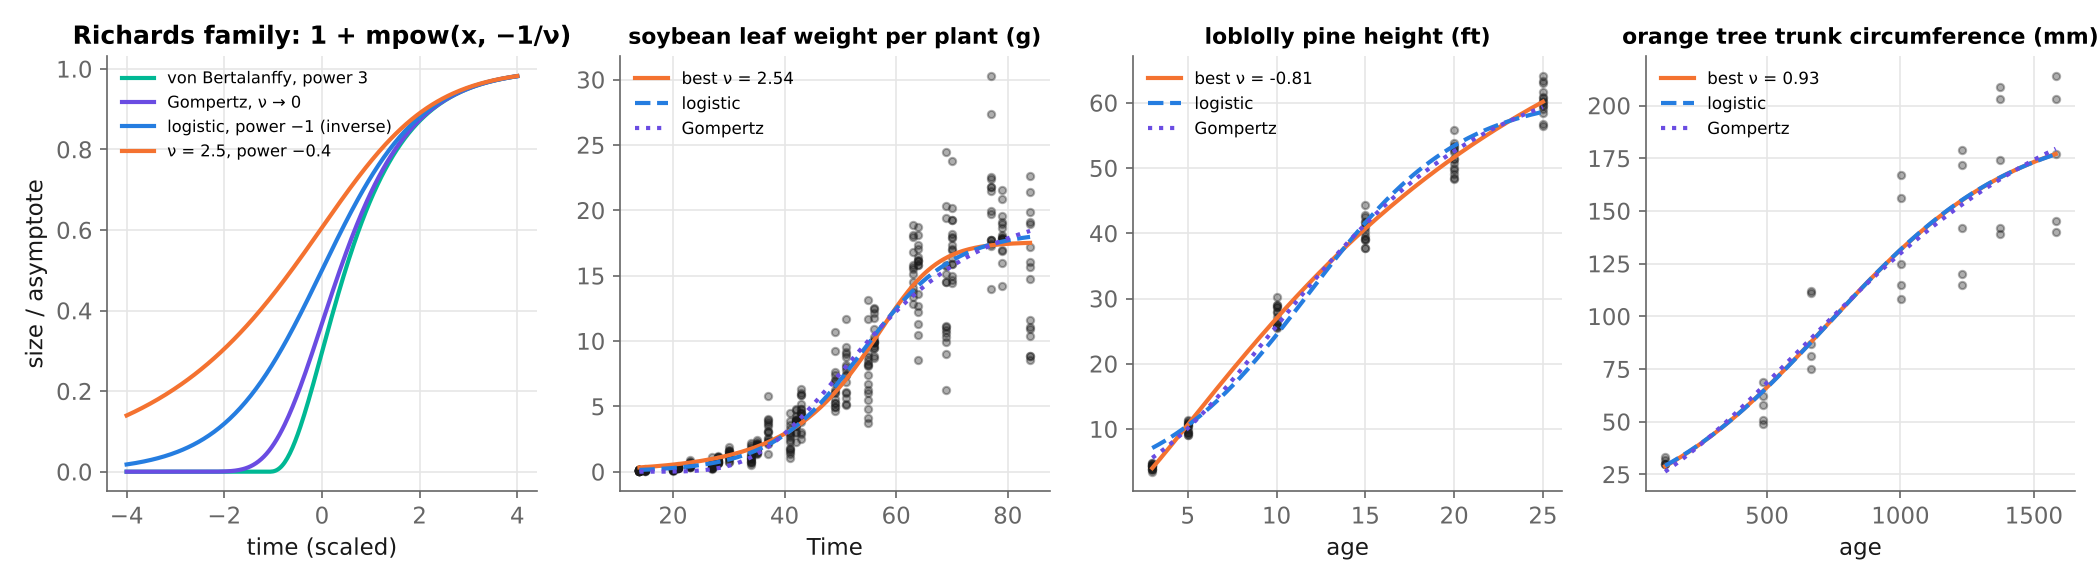 Richards family: 1 + mpow(x, −1/ν)
von Bertalanffy, power 3
Gompertz, ν → 0
logistic, power −1 (inverse)
ν = 2.5, power −0.4
1.0
0.8
0.6
0.4
0.2
0.0
size / asymptote
−4
−2
0
2
4
time (scaled)
soybean leaf weight per plant (g)
best ν = 2.54
logistic
Gompertz
30
25
20
15
10
5
0
20
40
60
80
Time
loblolly pine height (ft)
best ν = -0.81
logistic
Gompertz
60
50
40
30
20
10
5
10
15
20
25
age
orange tree trunk circumference (mm)
best ν = 0.93
logistic
Gompertz
200
175
150
125
100
75
50
25
500
1000
1500
age